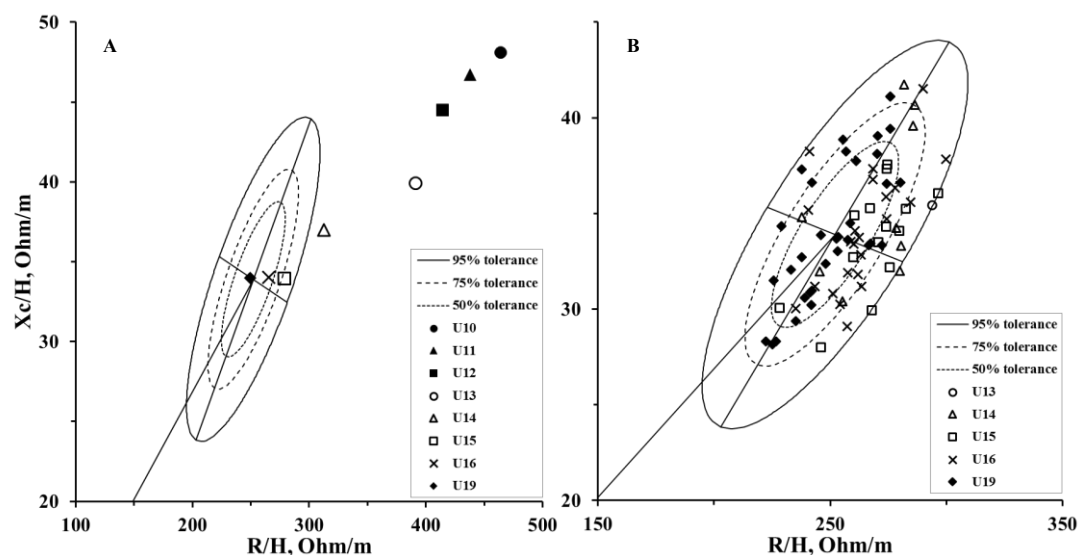 A
Xc/H, Ohm/m
50
40
30
20
100
200
300
400
500
R/H, Ohm/m
95% tolerance
75% tolerance
50% tolerance
U10
U11
U12
U13
U14
U15
U16
U19
B
40
30
20
150
250
350
R/H, Ohm/m
95% tolerance
75% tolerance
50% tolerance
U13
U14
U15
U16
U19